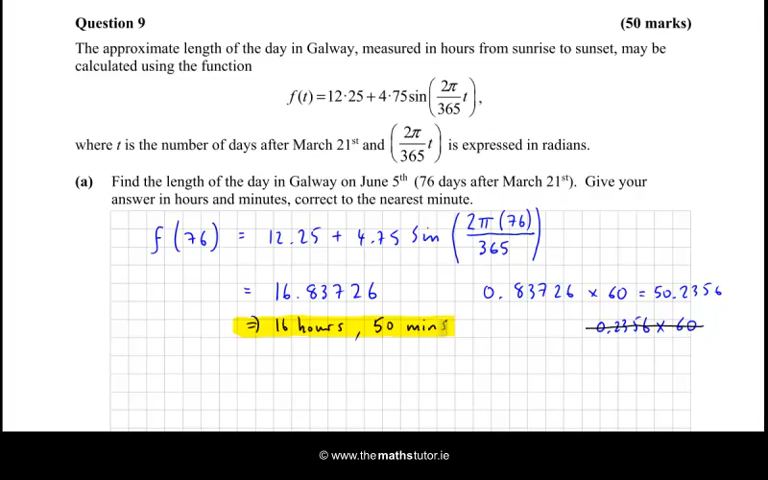 Question 9 (50 marks)
The approximate length of the day in Galway, measured in hours from sunrise to sunset, may be
calculated using the function
f(t)=12·25+4·75sin(2π/365 t),
where t is the number of days after March 21st and (2π/365 t) is expressed in radians.
(a) Find the length of the day in Galway on June 5th (76 days after March 21st). Give your
answer in hours and minutes, correct to the nearest minute.
f(76) = 12.25 + 4.75 Sin (2π(76)/365)
= 16.83726 0.83726 × 60 = 50.2356
⇒ 16 hours, 50 mins 0.2356 × 60
© www.themathstutor.ie